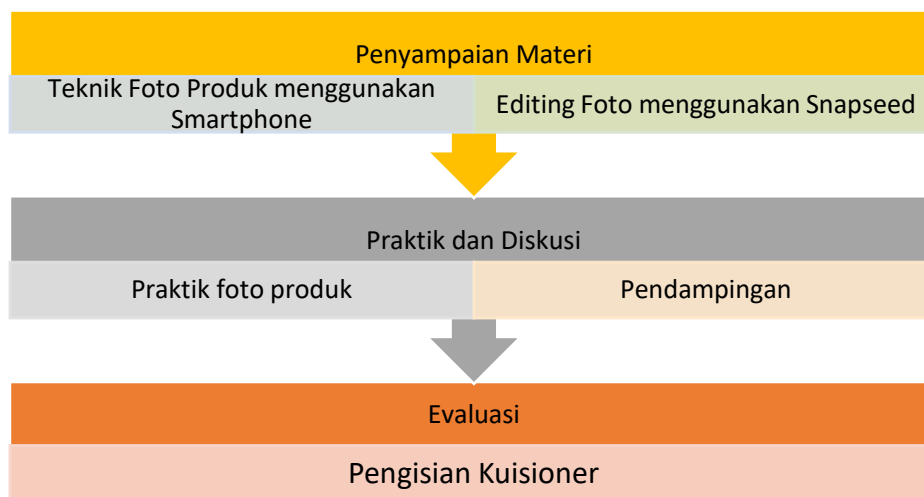 Penyampaian Materi
Teknik Foto Produk menggunakan
Smartphone
Editing Foto menggunakan Snapseed
Praktik dan Diskusi
Praktik foto produk
Pendampingan
Evaluasi
Pengisian Kuisioner